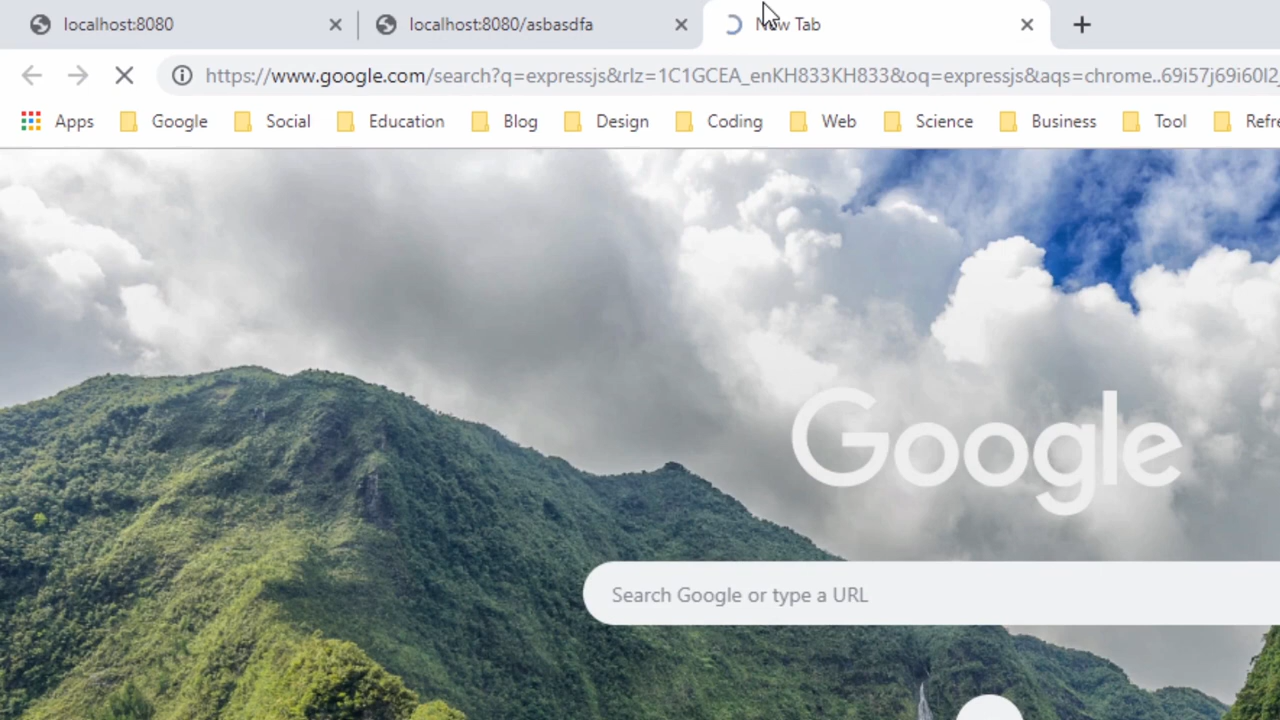 localhost:8080
localhost:8080/asbasdfa
New Tab
https://www.google.com/search?q=expressjs&rlz=1C1GCEA_enKH833KH833&oq=expressjs&aqs=chrome..69i57j69i60l2j
Apps Google Social Education Blog Design Coding Web Science Business Tool Refre
Google
Search Google or type a URL